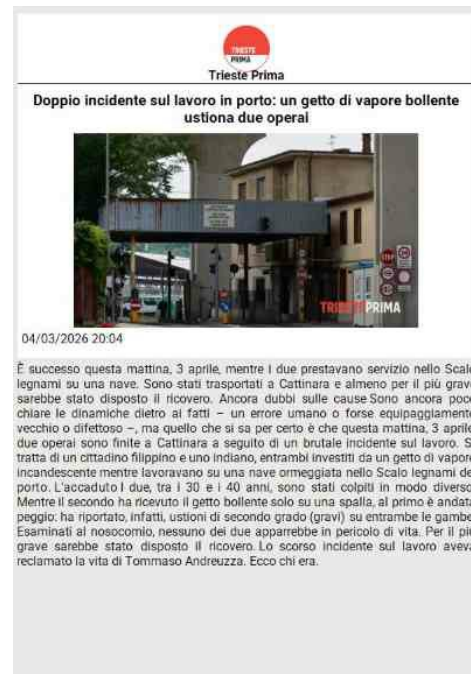 TRIESTE
PRIMA
Trieste Prima
Doppio incidente sul lavoro in porto: un getto di vapore bollente
ustiona due operai
TRIESTE PRIMA
04/03/2026 20:04
È successo questa mattina, 3 aprile, mentre I due prestavano servizio nello Scalo
legnami su una nave. Sono stati trasportati a Cattinara e almeno per il più grave
sarebbe stato disposto il ricovero. Ancora dubbi sulle cause Sono ancora poco
chiare le dinamiche dietro ai fatti – un errore umano o forse equipaggiamento
vecchio o difettoso –, ma quello che si sa per certo è che questa mattina, 3 aprile
due operai sono finite a Cattinara a seguito di un brutale incidente sul lavoro. S
tratta di un cittadino filippino e uno indiano, entrambi investiti da un getto di vapore
incandescente mentre lavoravano su una nave ormeggiata nello Scalo legnami de
porto. L'accaduto I due, tra i 30 e i 40 anni, sono stati colpiti in modo diverso
Mentre il secondo ha ricevuto il getto bollente solo su una spalla, al primo è andata
peggio: ha riportato, infatti, ustioni di secondo grado (gravi) su entrambe le gambe
Esaminati al nosocomio, nessuno dei due apparrebbe in pericolo di vita. Per il più
grave sarebbe stato disposto il ricovero. Lo scorso incidente sul lavoro aveva
reclamato la vita di Tommaso Andreuzza. Ecco chi era.